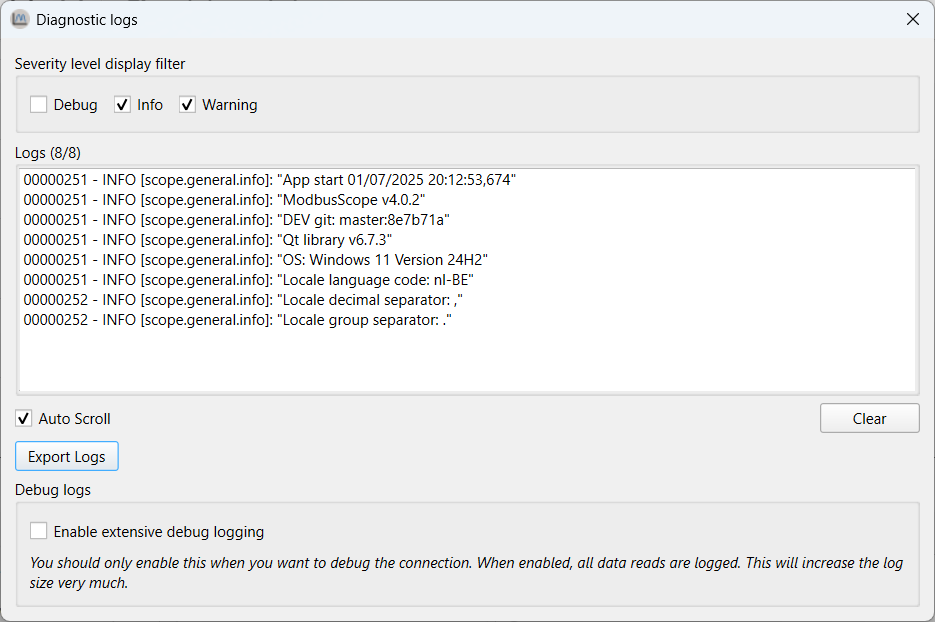 Diagnostic logs
Severity level display filter
Debug Info Warning
Logs (8/8)
00000251 - INFO [scope.general.info]: "App start 01/07/2025 20:12:53,674"
00000251 - INFO [scope.general.info]: "ModbusScope v4.0.2"
00000251 - INFO [scope.general.info]: "DEV git: master:8e7b71a"
00000251 - INFO [scope.general.info]: "Qt library v6.7.3"
00000251 - INFO [scope.general.info]: "OS: Windows 11 Version 24H2"
00000251 - INFO [scope.general.info]: "Locale language code: nl-BE"
00000252 - INFO [scope.general.info]: "Locale decimal separator: ,"
00000252 - INFO [scope.general.info]: "Locale group separator: ."
Auto Scroll Clear
Export Logs
Debug logs
Enable extensive debug logging
You should only enable this when you want to debug the connection. When enabled, all data reads are logged. This will increase the log
size very much.